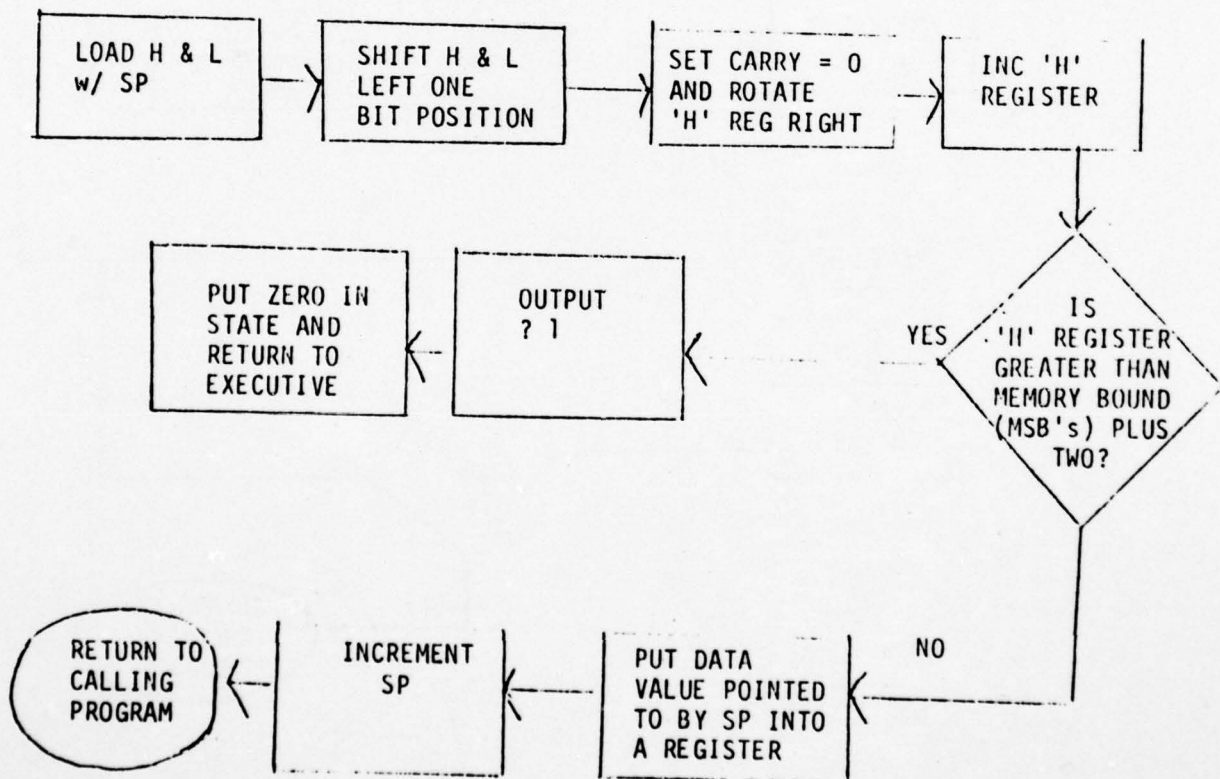 LOAD H & L
w/ SP
SHIFT H & L
LEFT ONE
BIT POSITION
SET CARRY = 0
AND ROTATE
'H' REG RIGHT
INC 'H'
REGISTER
IS
'H' REGISTER
GREATER THAN
MEMORY BOUND
(MSB's) PLUS
TWO?
YES
OUTPUT
? 1
PUT ZERO IN
STATE AND
RETURN TO
EXECUTIVE
NO
PUT DATA
VALUE POINTED
TO BY SP INTO
A REGISTER
INCREMENT
SP
RETURN TO
CALLING
PROGRAM